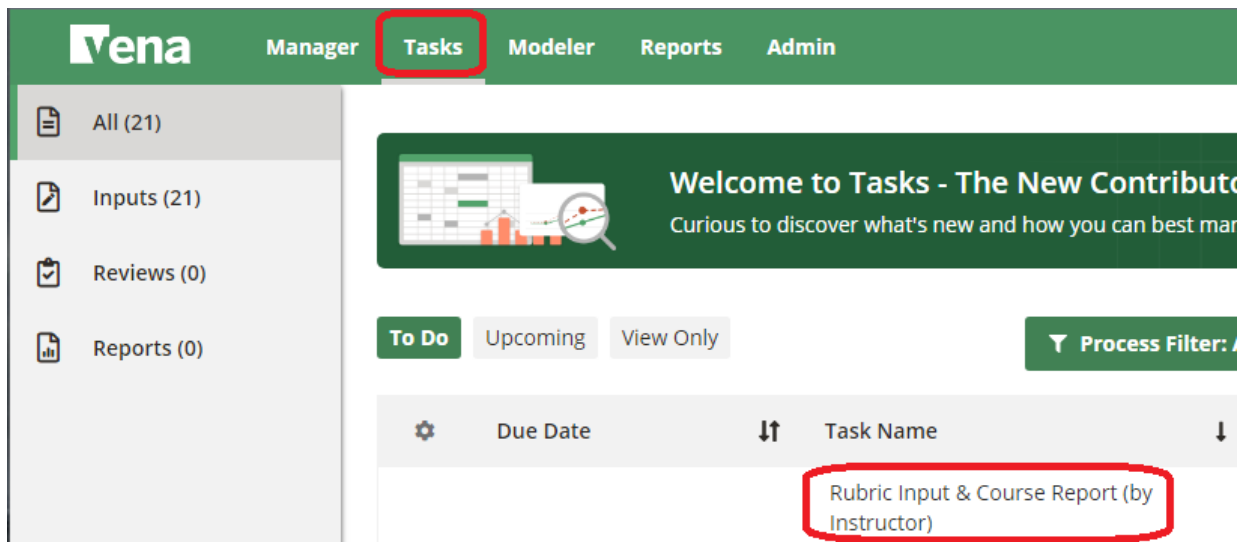 Vena
Manager
Tasks
Modeler
Reports
Admin
All (21)
Inputs (21)
Reviews (0)
Reports (0)
Welcome to Tasks - The New
Curious to discover what's new and how you can best
To Do
Upcoming
View Only
Process Filter:
Due Date
Task Name
Rubric Input & Course Report (by
Instructor)